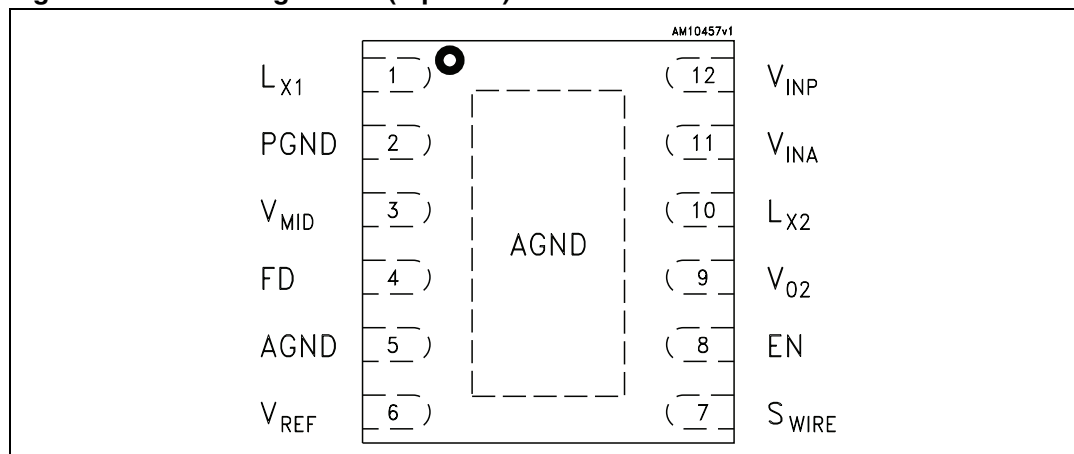 AM10457v1
LX1 1 12 VINP
PGND 2 11 VINA
VMID 3 10 LX2
AGND
FD 4 9 VO2
AGND 5 8 EN
VREF 6 7 SWIRE